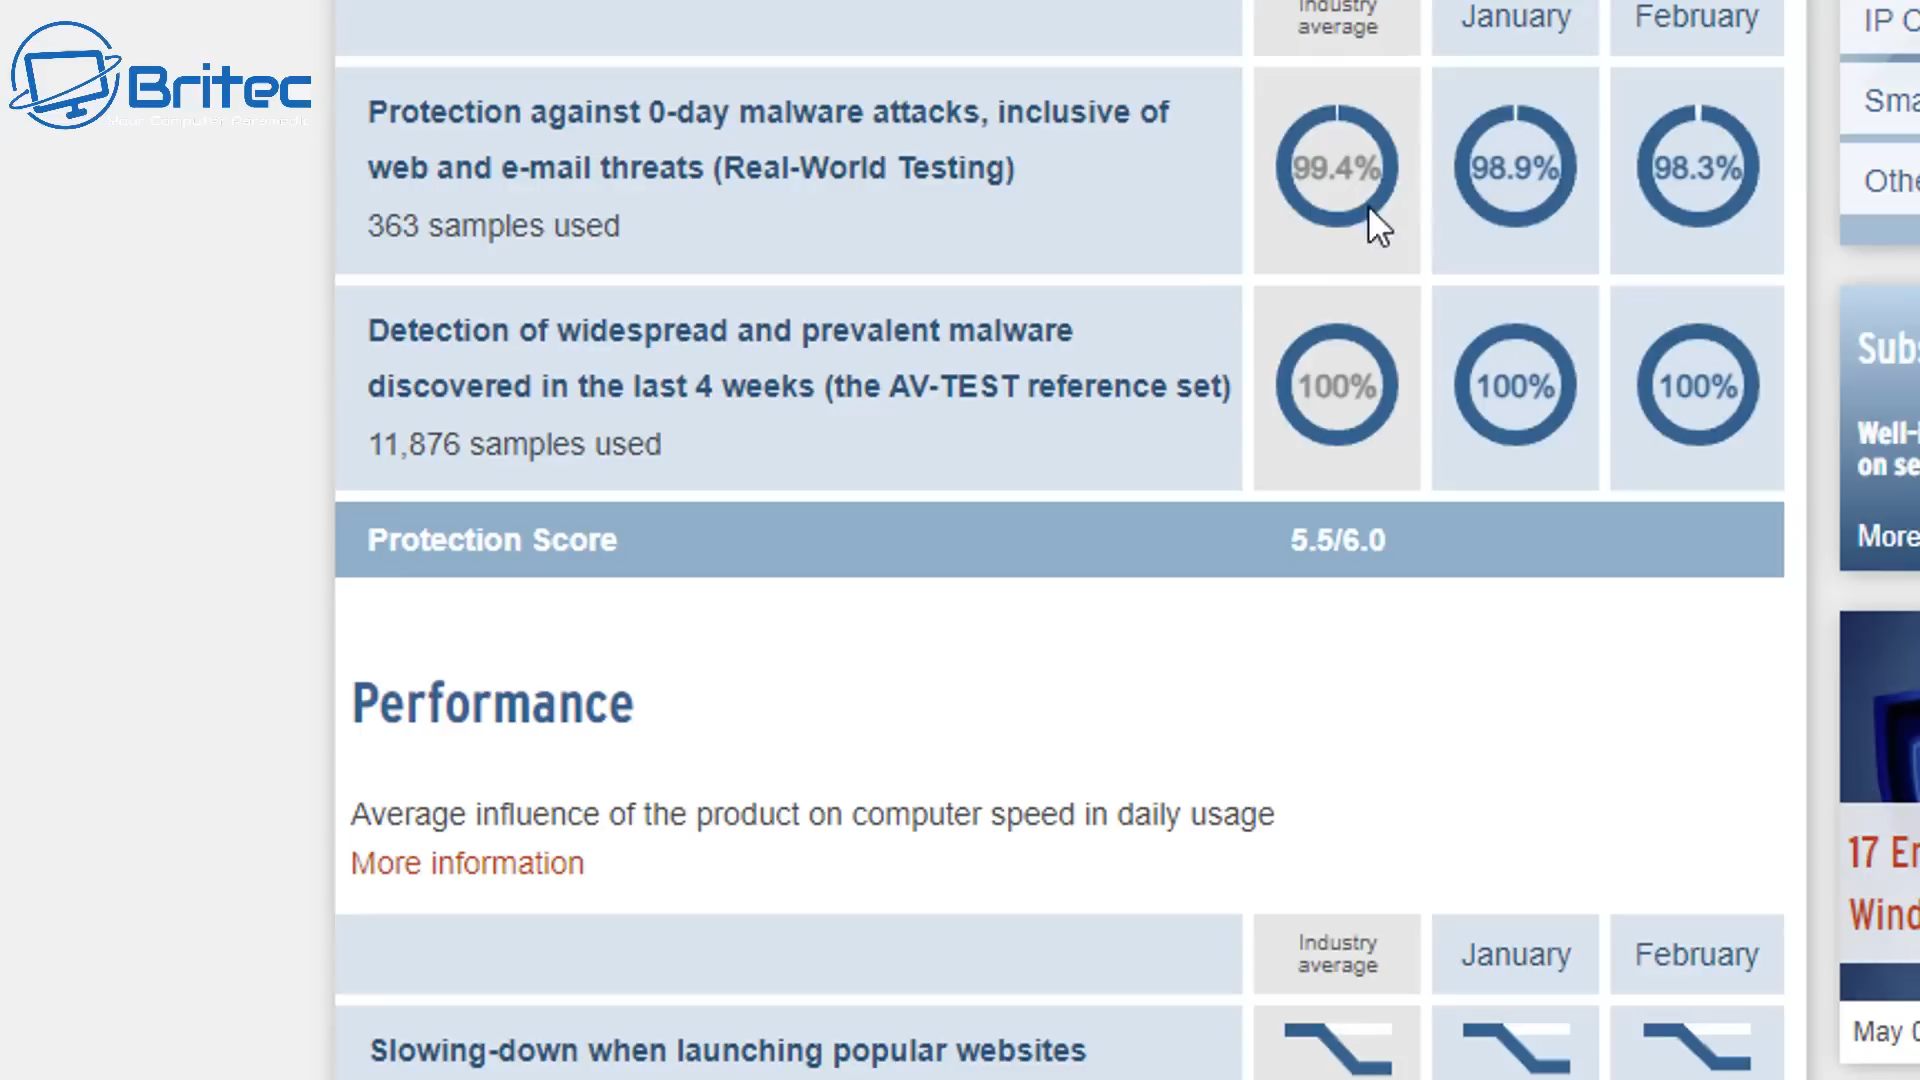 Britec
Your Computer Paramedic
Industry
average
January
February
Protection against 0-day malware attacks, inclusive of
web and e-mail threats (Real-World Testing)
363 samples used
99.4%
98.9%
98.3%
Detection of widespread and prevalent malware
discovered in the last 4 weeks (the AV-TEST reference set)
11,876 samples used
100%
100%
100%
Protection Score
5.5/6.0
Performance
Average influence of the product on computer speed in daily usage
More information
Industry
average
January
February
Slowing-down when launching popular websites
IP
Sma
Othe
Subs
Well-
on se
More
17 En
Wind
May